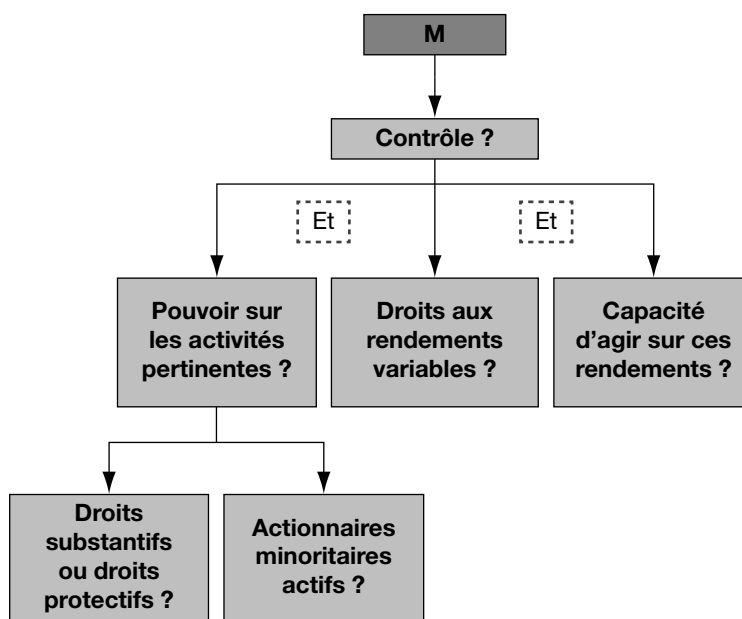 M
Contrôle ?
Et
Et
Pouvoir sur
les activités
pertinentes ?
Droits aux
rendements
variables ?
Capacité
d'agir sur ces
rendements ?
Droits
substantifs
ou droits
protectifs ?
Actionnaires
minoritaires
actifs ?